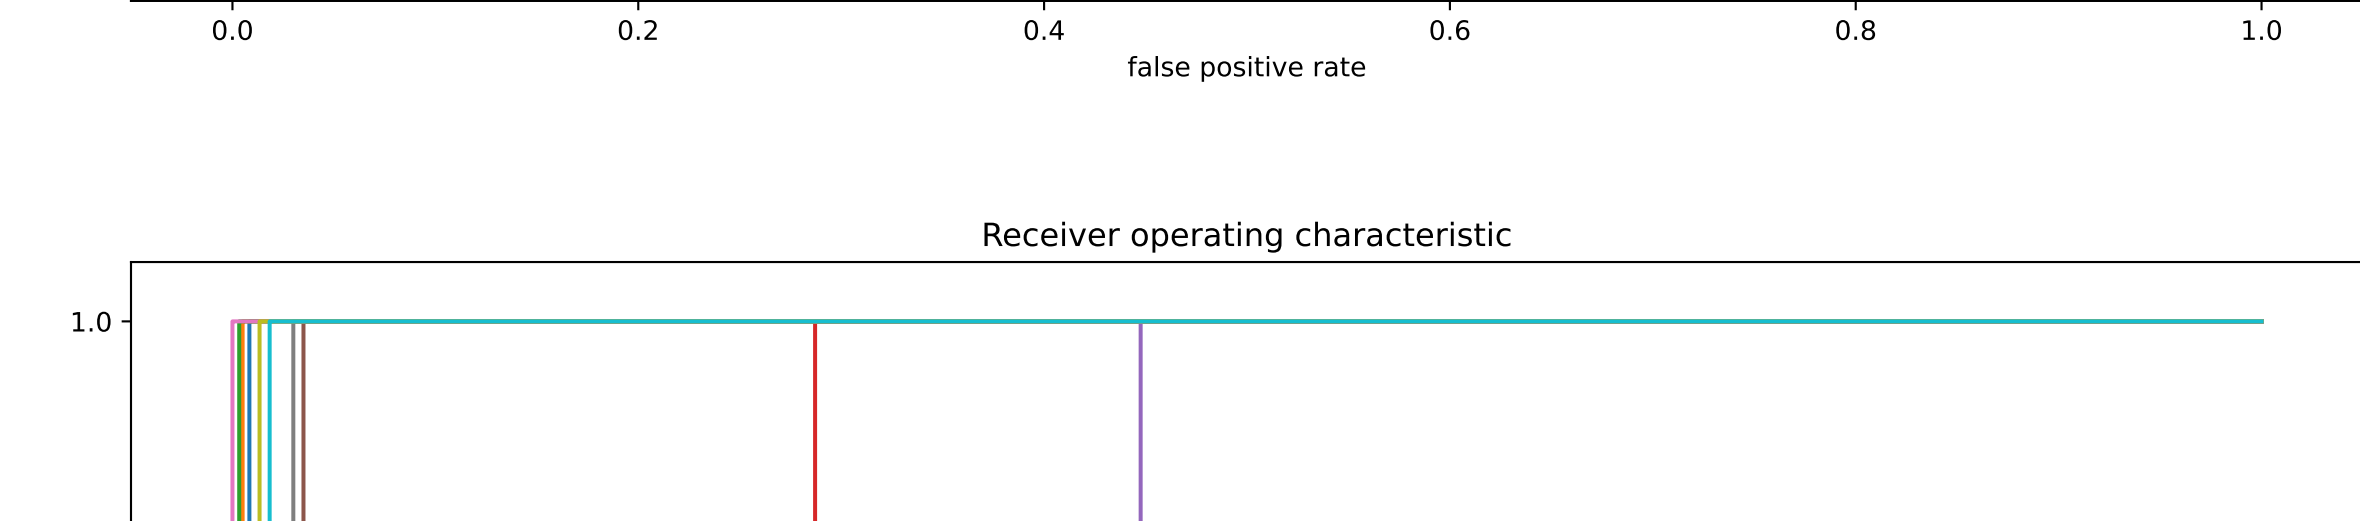 0.0 0.2 0.4 0.6 0.8 1.0
false positive rate
Receiver operating characteristic
1.0